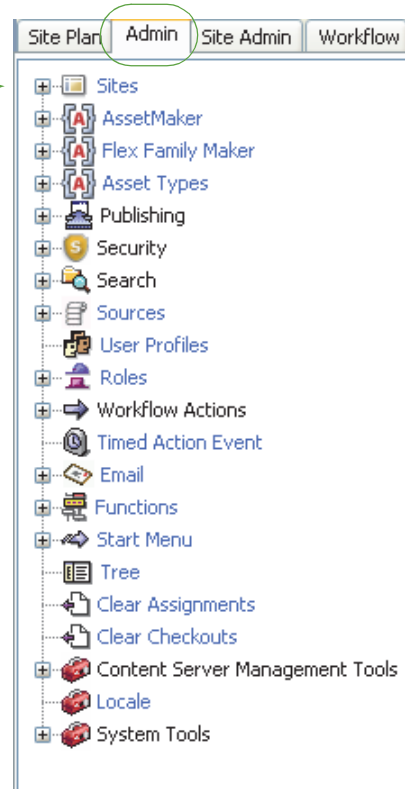 Site Plan Admin Site Admin Workflow
Sites
AssetMaker
Flex Family Maker
Asset Types
Publishing
Security
Search
Sources
User Profiles
Roles
Workflow Actions
Timed Action Event
Email
Functions
Start Menu
Tree
Clear Assignments
Clear Checkouts
Content Server Management Tools
Locale
System Tools